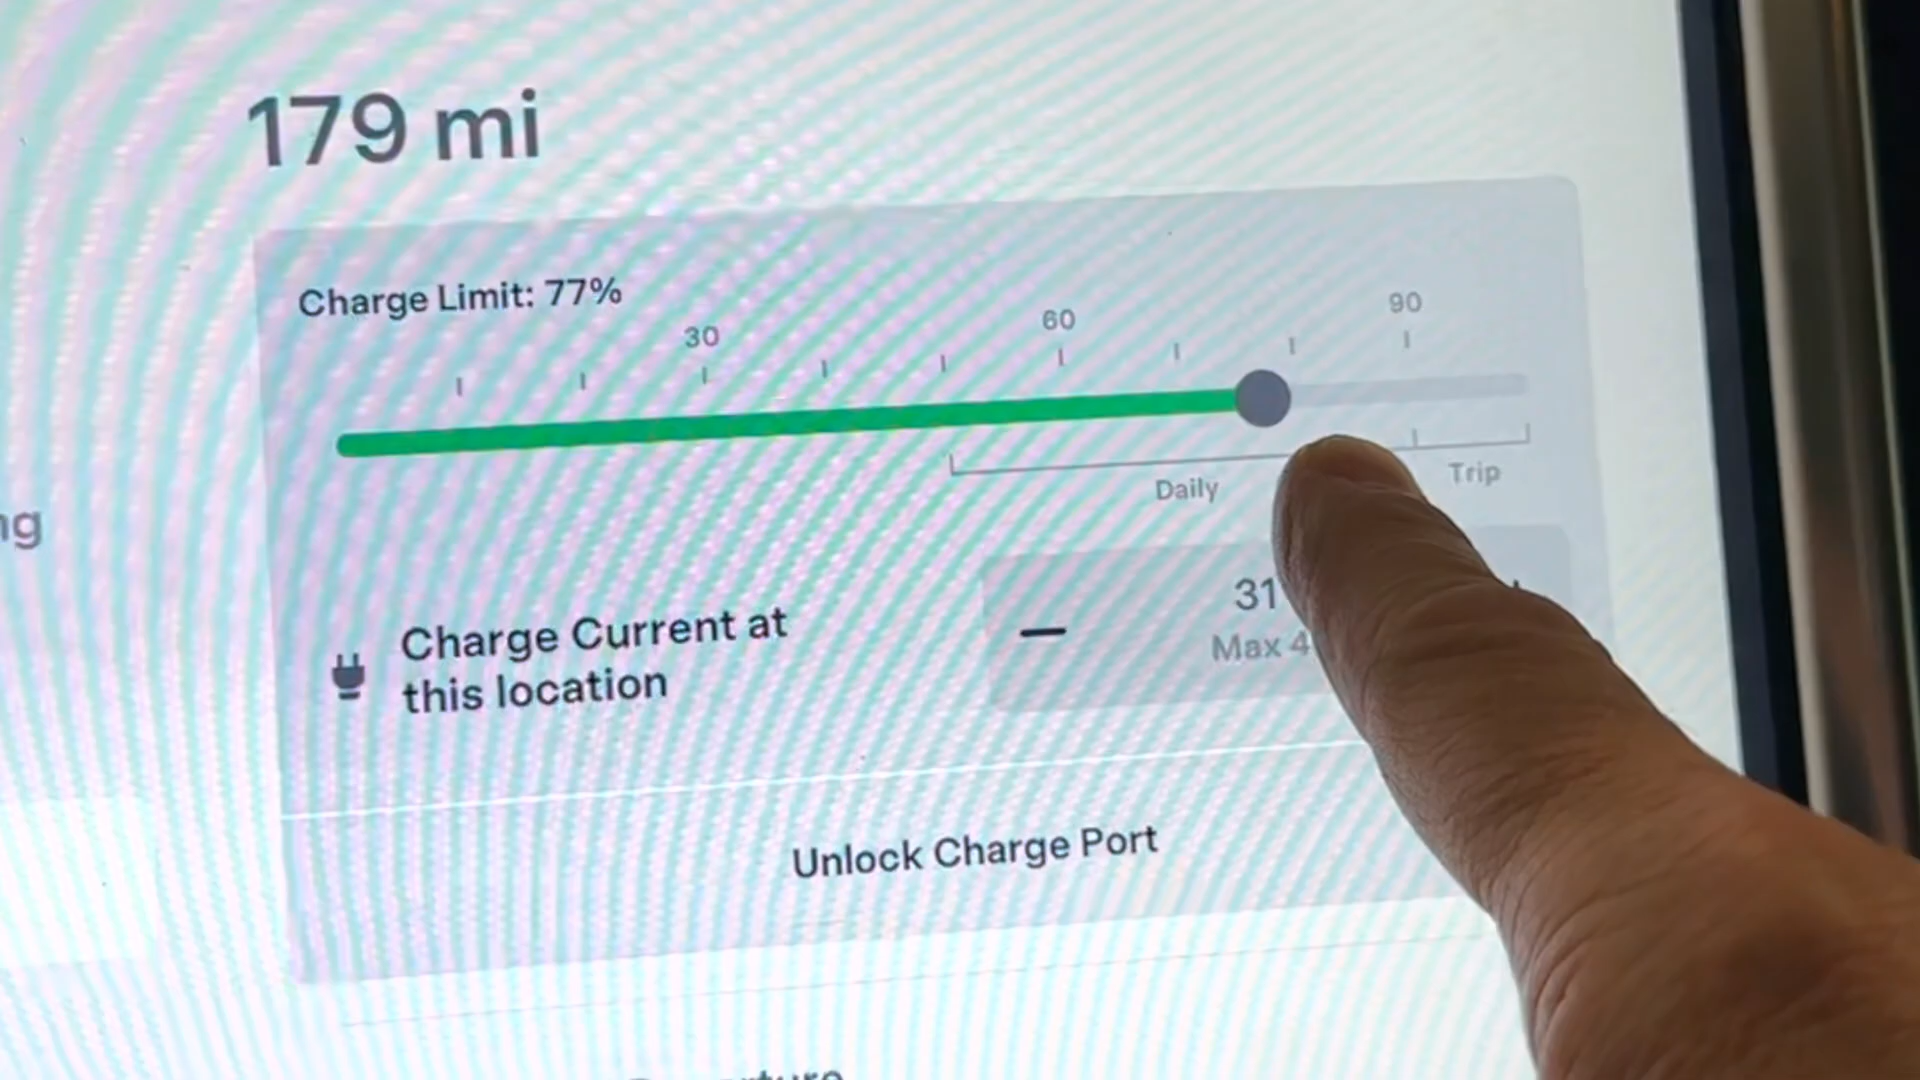 179 mi
Charge Limit: 77%
30 60 90
Daily Trip
31
Charge Current at
this location
Max 4
Unlock Charge Port